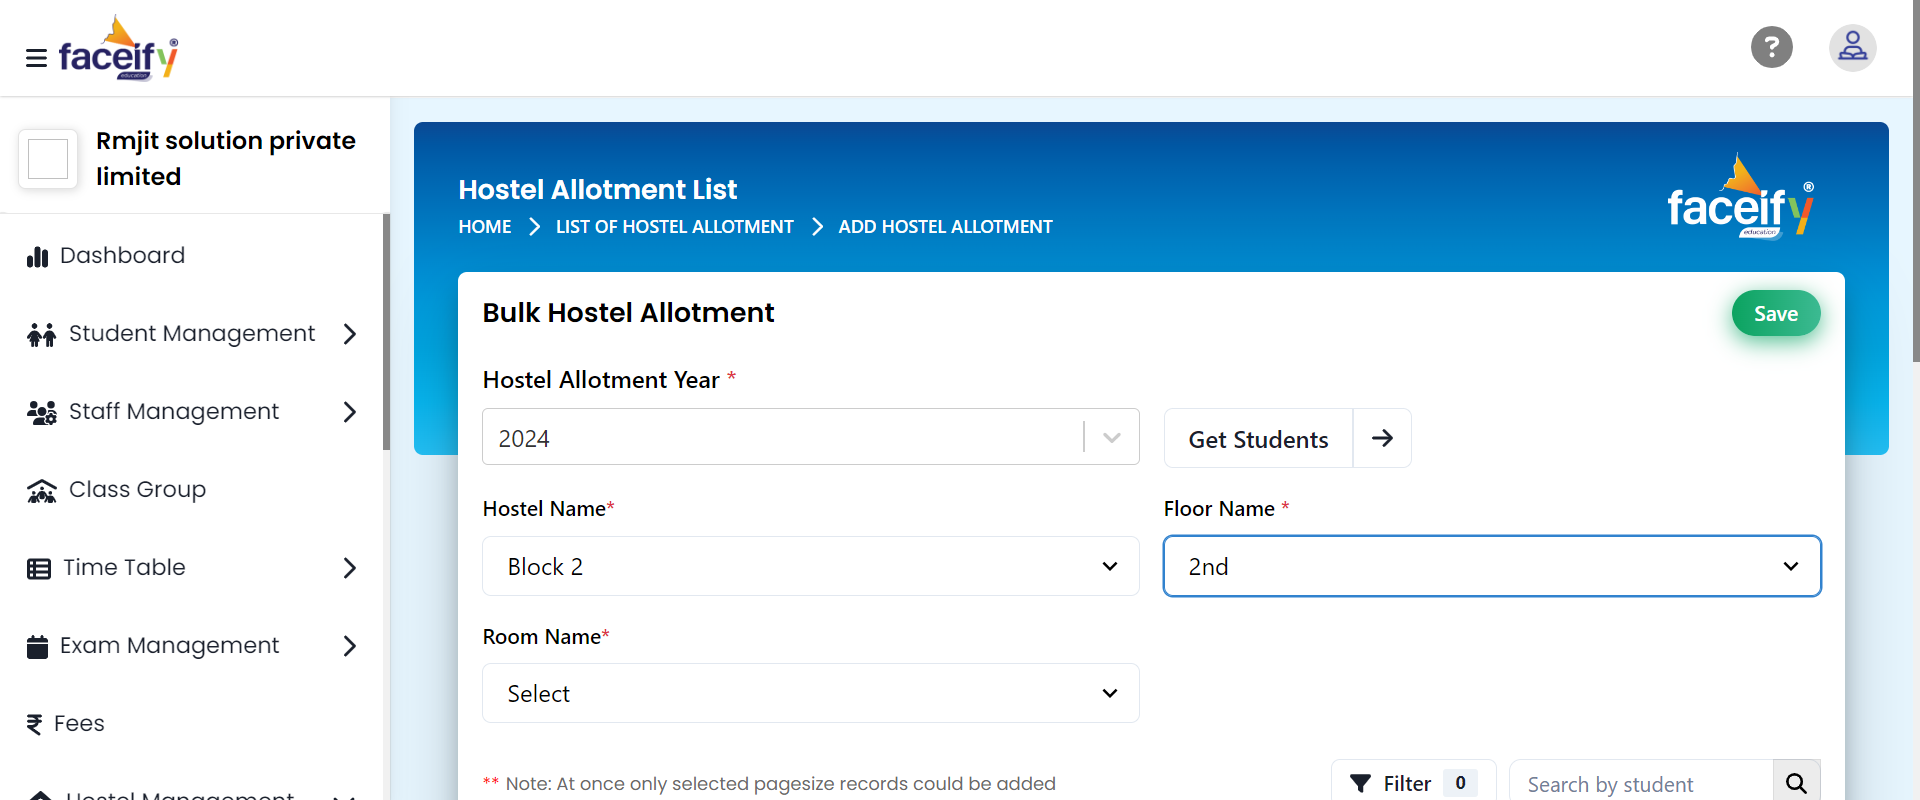 faceify®
education
?
Rmjit solution private
limited
Dashboard
Student Management
Staff Management
Class Group
Time Table
Exam Management
Fees
Hostel Management
Hostel Allotment List
HOME > LIST OF HOSTEL ALLOTMENT > ADD HOSTEL ALLOTMENT
faceify®
education
Bulk Hostel Allotment
Save
Hostel Allotment Year *
2024
Get Students →
Hostel Name*
Floor Name *
Block 2
2nd
Room Name*
Select
** Note: At once only selected pagesize records could be added
Filter 0
Search by student